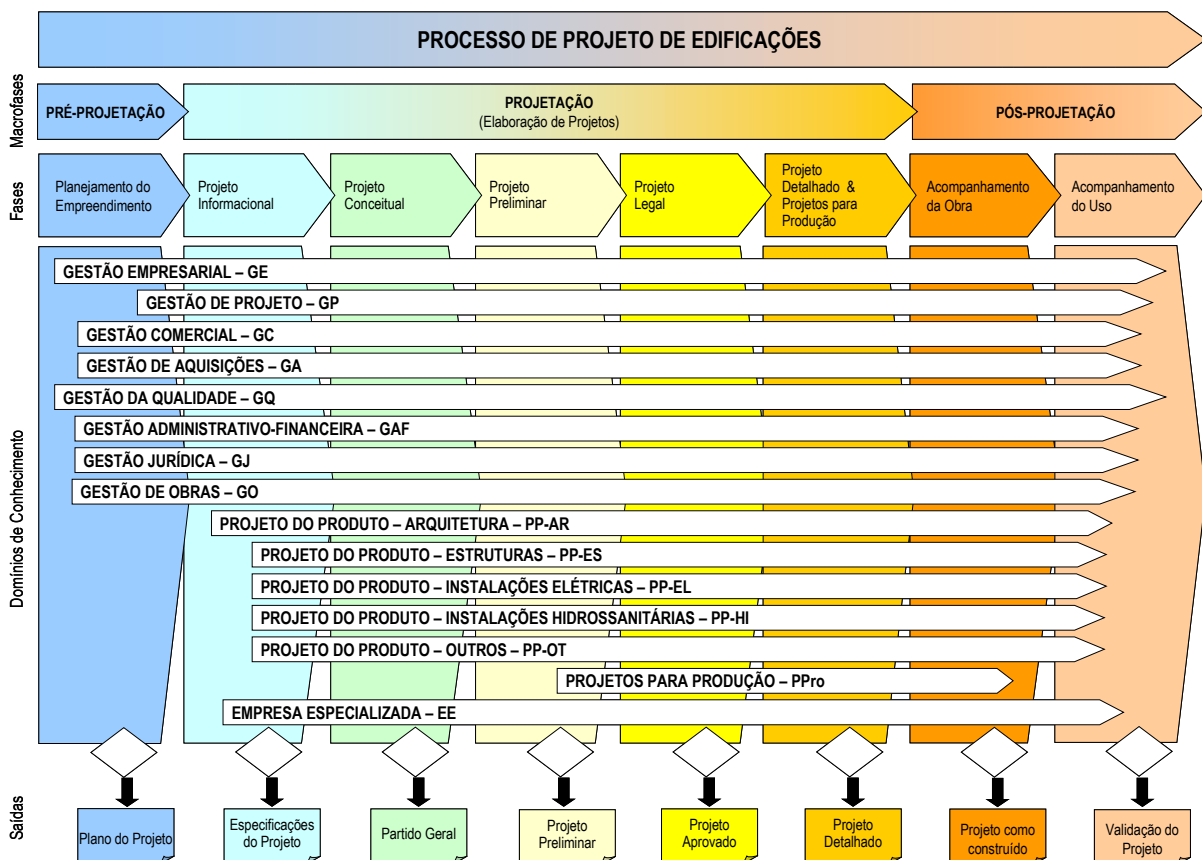 PROCESSO DE PROJETO DE EDIFICAÇÕES
Macrofases
PRÉ-PROJETAÇÃO
PROJETAÇÃO
(Elaboração de Projetos)
PÓS-PROJETAÇÃO
Fases
Planejamento do
Empreendimento
Projeto
Informacional
Projeto
Conceitual
Projeto
Preliminar
Projeto
Legal
Projeto
Detalhado &
Projetos para
Produção
Acompanhamento
da Obra
Acompanhamento
do Uso
Domínios de Conhecimento
GESTÃO EMPRESARIAL – GE
GESTÃO DE PROJETO – GP
GESTÃO COMERCIAL – GC
GESTÃO DE AQUISIÇÕES – GA
GESTÃO DA QUALIDADE – GQ
GESTÃO ADMINISTRATIVO-FINANCEIRA – GAF
GESTÃO JURÍDICA – GJ
GESTÃO DE OBRAS – GO
PROJETO DO PRODUTO – ARQUITETURA – PP-AR
PROJETO DO PRODUTO – ESTRUTURAS – PP-ES
PROJETO DO PRODUTO – INSTALAÇÕES ELÉTRICAS – PP-EL
PROJETO DO PRODUTO – INSTALAÇÕES HIDROSSANITÁRIAS – PP-HI
PROJETO DO PRODUTO – OUTROS – PP-OT
PROJETOS PARA PRODUÇÃO – PPro
EMPRESA ESPECIALIZADA – EE
Saídas
Plano do Projeto
Especificações
do Projeto
Partido Geral
Projeto
Preliminar
Projeto
Aprovado
Projeto
Detalhado
Projeto como
construído
Validação do
Projeto